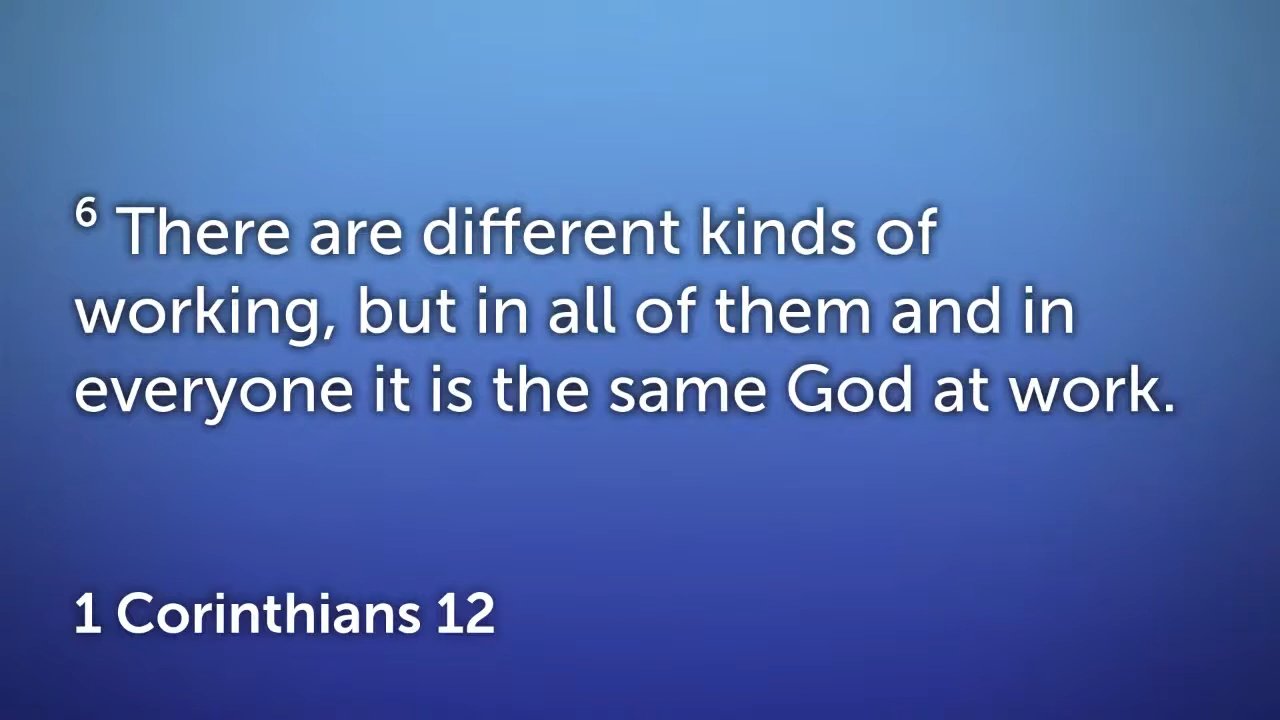 ⁶ There are different kinds of
working, but in all of them and in
everyone it is the same God at work.
1 Corinthians 12